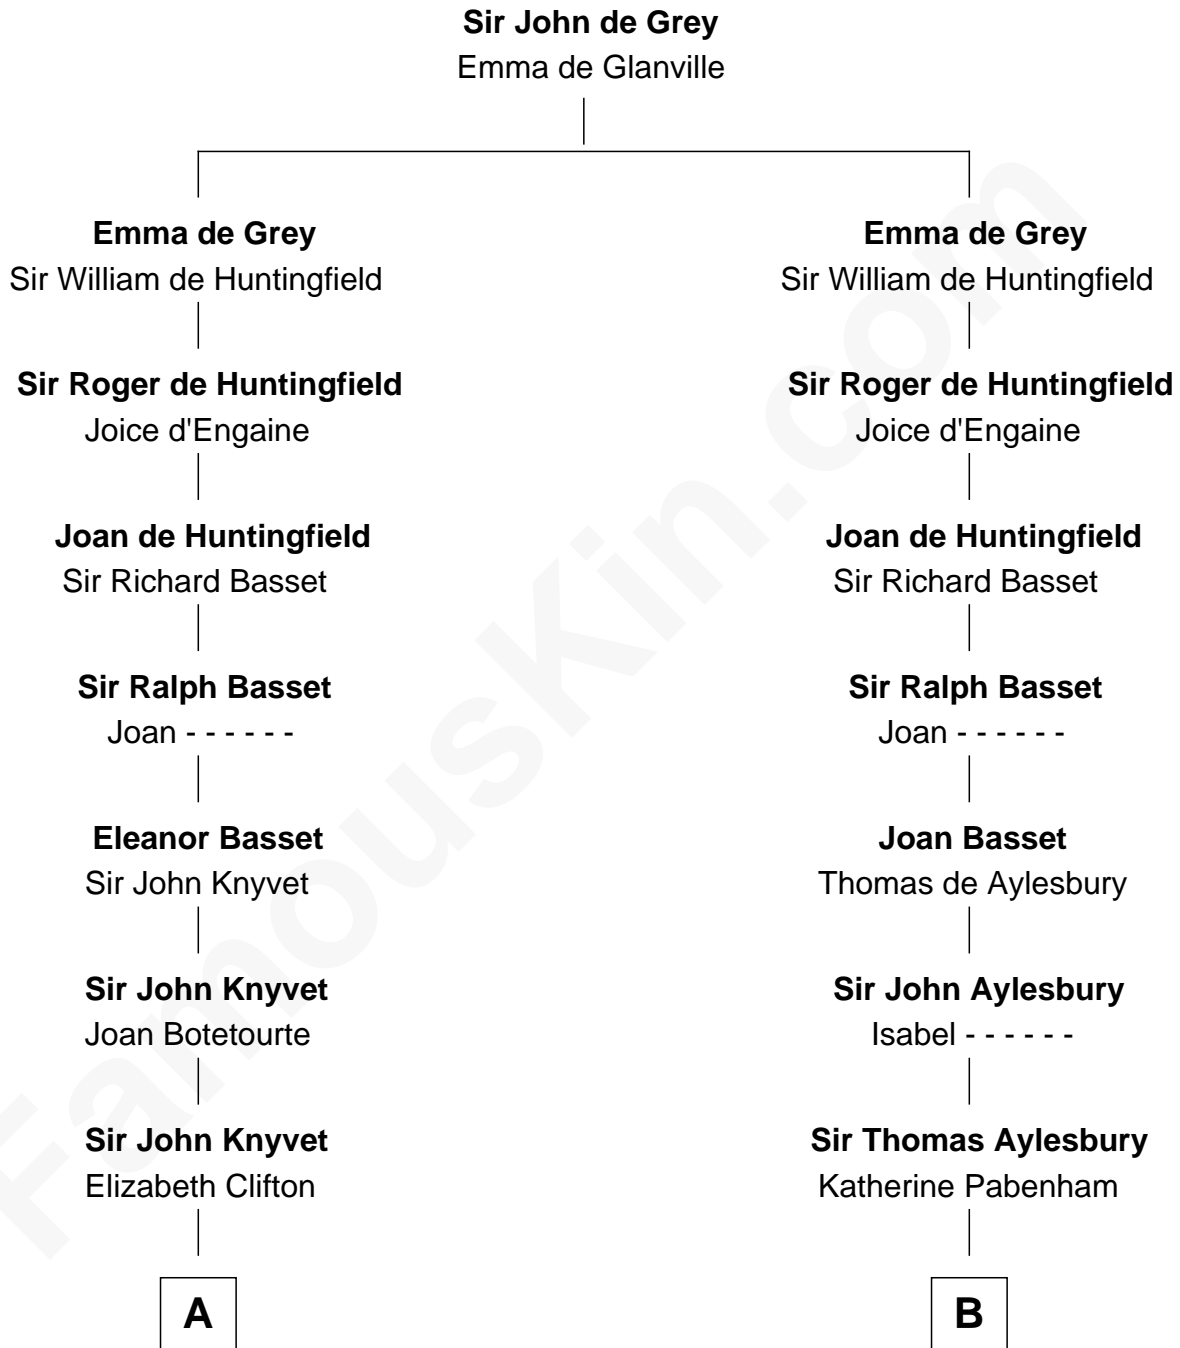 Sir John de Grey
Emma de Glanville
Emma de Grey
Sir William de Huntingfield
Sir Roger de Huntingfield
Joice d'Engaine
Joan de Huntingfield
Sir Richard Basset
Sir Ralph Basset
Joan - - - - - -
Eleanor Basset
Sir John Knyvet
Sir John Knyvet
Joan Botetourte
Sir John Knyvet
Elizabeth Clifton
A
Emma de Grey
Sir William de Huntingfield
Sir Roger de Huntingfield
Joice d'Engaine
Joan de Huntingfield
Sir Richard Basset
Sir Ralph Basset
Joan - - - - - -
Joan Basset
Thomas de Aylesbury
Sir John Aylesbury
Isabel - - - - - -
Sir Thomas Aylesbury
Katherine Pabenham
B
FamousKin.com